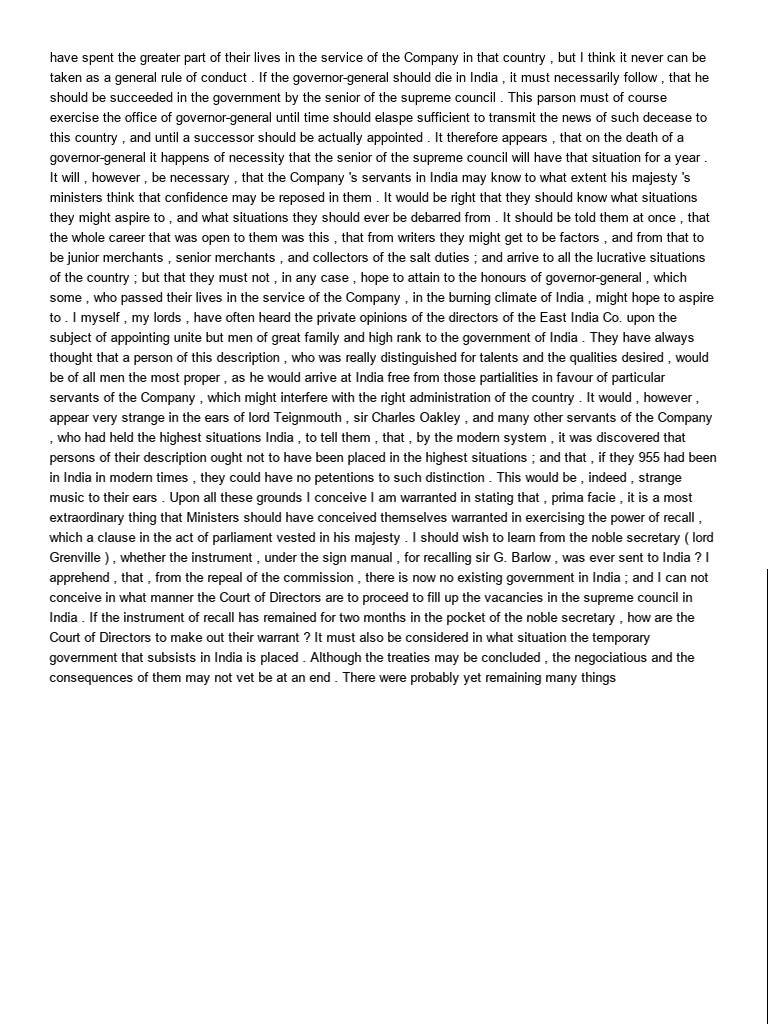 have spent the greater part of their lives in the service of the Company in that country , but I think it never can be
taken as a general rule of conduct . If the governor-general should die in India , it must necessarily follow , that he
should be succeeded in the government by the senior of the supreme council . This parson must of course
exercise the office of governor-general until time should elaspe sufficient to transmit the news of such decease to
this country , and until a successor should be actually appointed . It therefore appears , that on the death of a
governor-general it happens of necessity that the senior of the supreme council will have that situation for a year .
It will , however , be necessary , that the Company 's servants in India may know to what extent his majesty 's
ministers think that confidence may be reposed in them . It would be right that they should know what situations
they might aspire to , and what situations they should ever be debarred from . It should be told them at once , that
the whole career that was open to them was this , that from writers they might get to be factors , and from that to
be junior merchants , senior merchants , and collectors of the salt duties ; and arrive to all the lucrative situations
of the country ; but that they must not , in any case , hope to attain to the honours of governor-general , which
some , who passed their lives in the service of the Company , in the burning climate of India , might hope to aspire
to . I myself , my lords , have often heard the private opinions of the directors of the East India Co. upon the
subject of appointing unite but men of great family and high rank to the government of India . They have always
thought that a person of this description , who was really distinguished for talents and the qualities desired , would
be of all men the most proper , as he would arrive at India free from those partialities in favour of particular
servants of the Company , which might interfere with the right administration of the country . It would , however ,
appear very strange in the ears of lord Teignmouth , sir Charles Oakley , and many other servants of the Company
, who had held the highest situations India , to tell them , that , by the modern system , it was discovered that
persons of their description ought not to have been placed in the highest situations ; and that , if they 955 had been
in India in modern times , they could have no petentions to such distinction . This would be , indeed , strange
music to their ears . Upon all these grounds I conceive I am warranted in stating that , prima facie , it is a most
extraordinary thing that Ministers should have conceived themselves warranted in exercising the power of recall ,
which a clause in the act of parliament vested in his majesty . I should wish to learn from the noble secretary ( lord
Grenville ) , whether the instrument , under the sign manual , for recalling sir G. Barlow , was ever sent to India ? I
apprehend , that , from the repeal of the commission , there is now no existing government in India ; and I can not
conceive in what manner the Court of Directors are to proceed to fill up the vacancies in the supreme council in
India . If the instrument of recall has remained for two months in the pocket of the noble secretary , how are the
Court of Directors to make out their warrant ? It must also be considered in what situation the temporary
government that subsists in India is placed . Although the treaties may be concluded , the negociatious and the
consequences of them may not vet be at an end . There were probably yet remaining many things